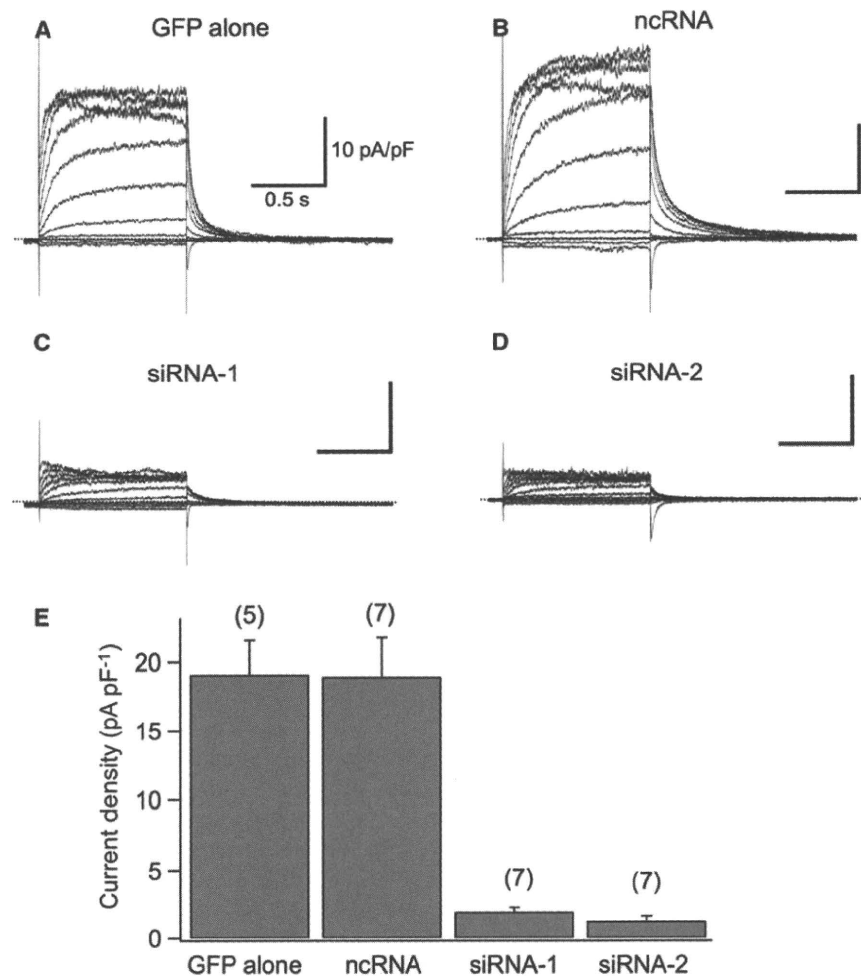 A
GFP alone
B
ncRNA
10 pA/pF
0.5 s
C
siRNA-1
D
siRNA-2
E
(5)
(7)
(7)
(7)
Current density (pA pF⁻¹)
20
15
10
5
0
GFP alone
ncRNA
siRNA-1
siRNA-2